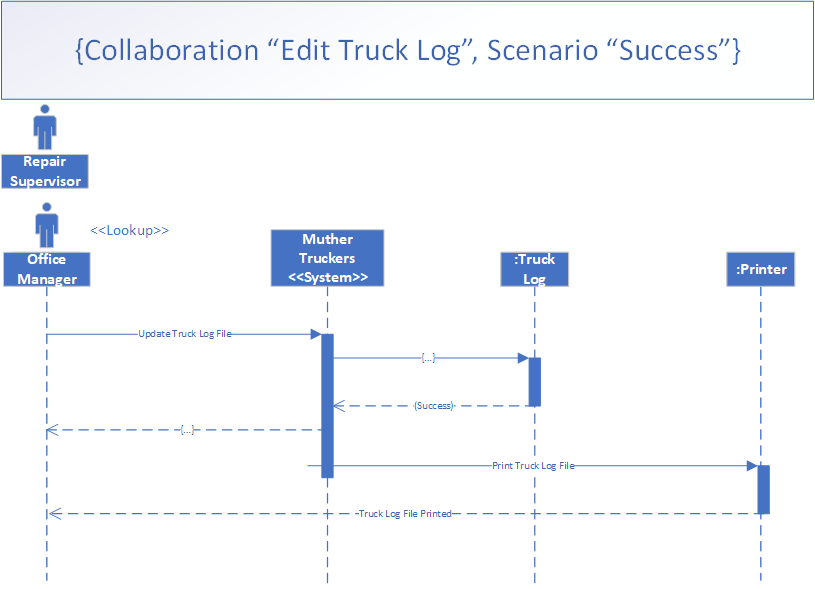 {Collaboration “Edit Truck Log”, Scenario “Success”}
Repair
Supervisor
<<Lookup>>
Office
Manager
Muther
Truckers
<<System>>
:Truck
Log
:Printer
Update Truck Log File
{...}
(Success)
{...}
Print Truck Log File
Truck Log File Printed